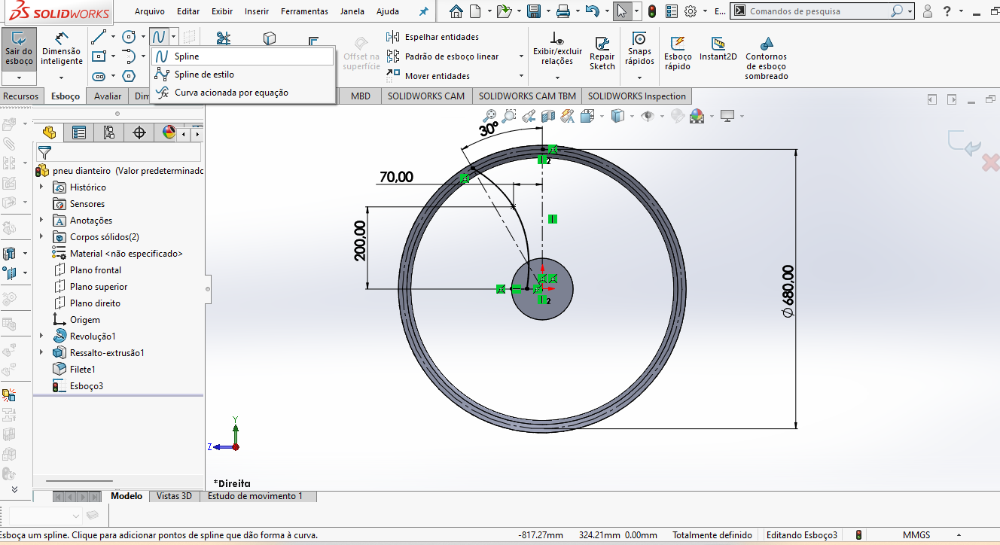 SOLIDWORKS
Arquivo Editar Exibir Inserir Ferramentas Janela Ajuda
E...
Comandos de pesquisa
?
Sair do esboço
Dimensão inteligente
Spline
Spline de estilo
Curva acionada por equação
Offset na superfície
Espelhar entidades
Padrão de esboço linear
Mover entidades
Exibir/excluir relações
Repair Sketch
Snaps rápidos
Esboço rápido
Instant2D
Contornos de esboço sombreado
Recursos Esboço Avaliar Dim MBD SOLIDWORKS CAM SOLIDWORKS CAM TBM SOLIDWORKS Inspection
pneu dianteiro (Valor predeterminado
Histórico
Sensores
Anotações
Corpos sólidos(2)
Material <não especificado>
Plano frontal
Plano superior
Plano direito
Origem
Revolução1
Ressalto-extrusão1
Filete1
Esboço3
30°
2
70,00
200,00
⌀ 680,00
2
Y
Z
*Direita
Modelo Vistas 3D Estudo de movimento 1
Esboça um spline. Clique para adicionar pontos de spline que dão forma à curva. -817.27mm 324.21mm 0.00mm Totalmente definido Editando Esboço3 MMGS